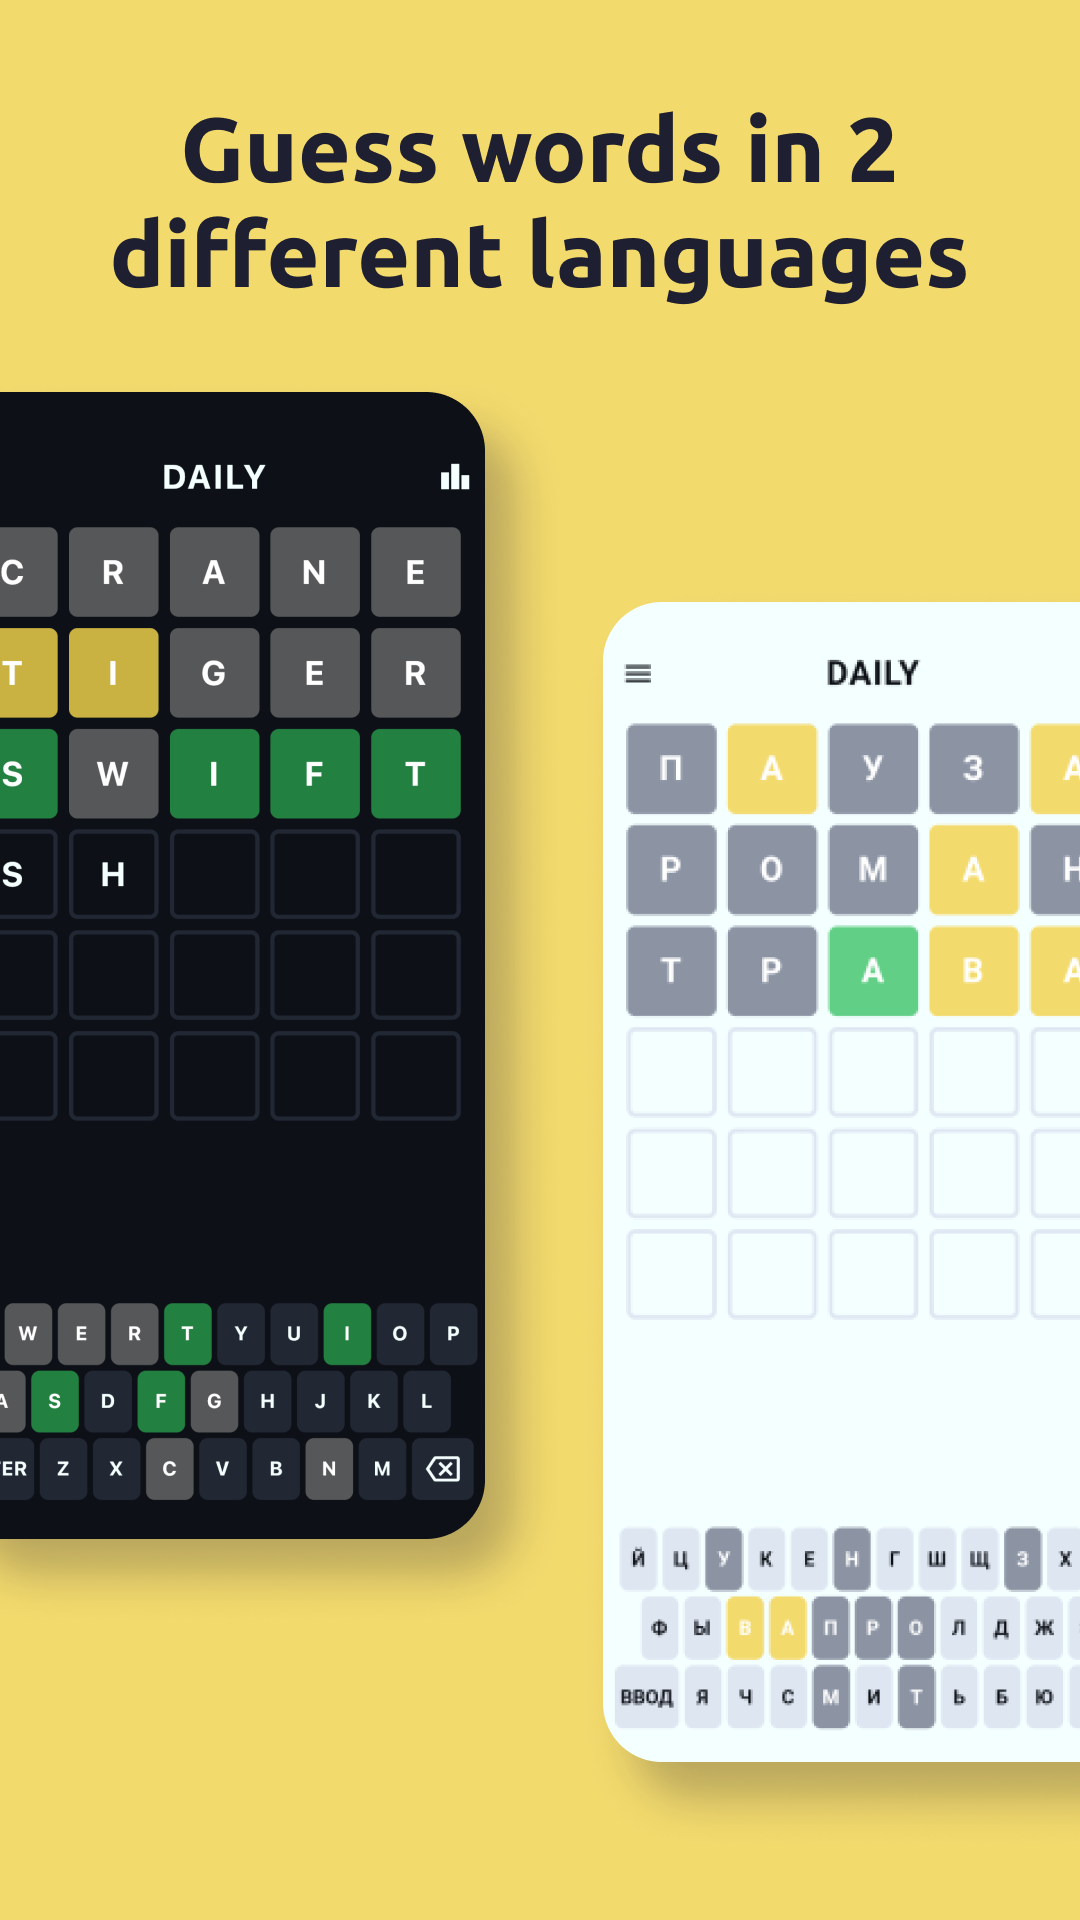 Guess words in 2
different languages
DAILY
C R A N E
T I G E R
S W I F T
S H
W E R T Y U I O P
A S D F G H J K L
ER Z X C V B N M
DAILY
П А У З А
Р О М А Н
Т Р А В А
Й Ц У К Е Н Г Ш Щ З Х
Ф Ы В А П Р О Л Д Ж
ВВОД Я Ч С М И Т Ь Б Ю